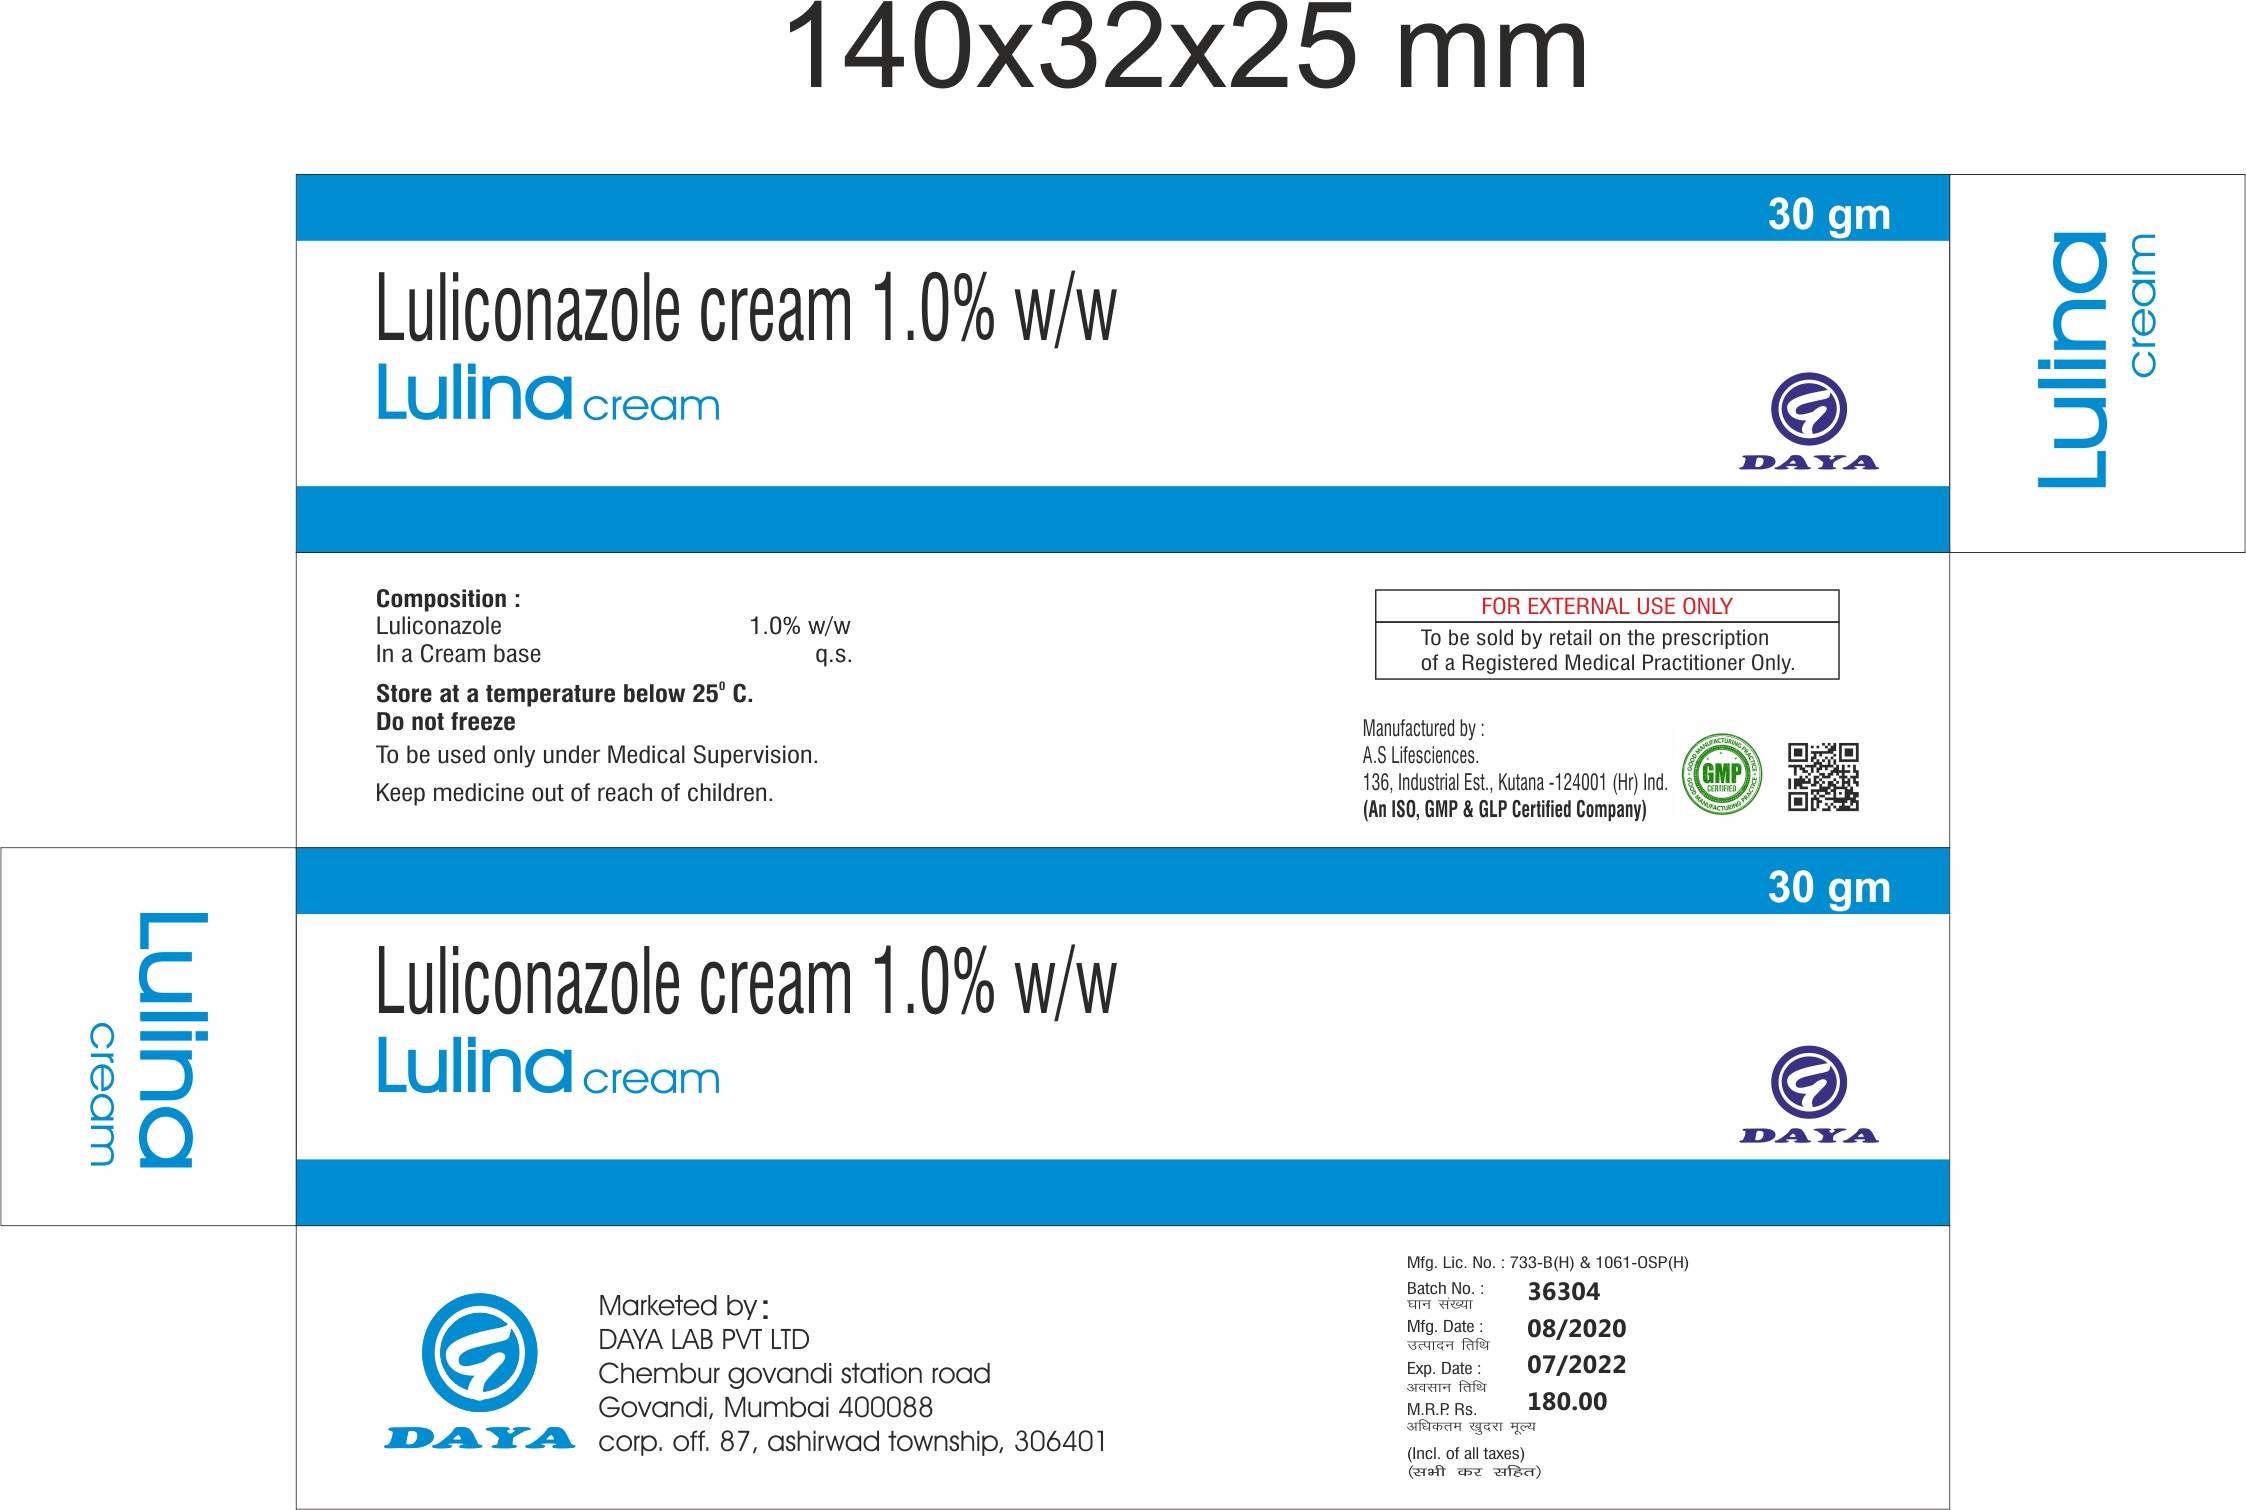 140x32x25 mm
30 gm
Luliconazole cream 1.0% w/w
Lulina cream
DAYA
Lulina
cream
Composition :
Luliconazole 1.0% w/w
In a Cream base q.s.
Store at a temperature below 25⁰ C.
Do not freeze
To be used only under Medical Supervision.
Keep medicine out of reach of children.
FOR EXTERNAL USE ONLY
To be sold by retail on the prescription
of a Registered Medical Practitioner Only.
Manufactured by :
A.S Lifesciences.
136, Industrial Est., Kutana -124001 (Hr) Ind.
(An ISO, GMP & GLP Certified Company)
GOOD MANUFACTURING PRACTICE
GMP
CERTIFIED
GOOD MANUFACTURING PRACTICE
Lulina
cream
30 gm
Luliconazole cream 1.0% w/w
Lulina cream
DAYA
DAYA
Marketed by :
DAYA LAB PVT LTD
Chembur govandi station road
Govandi, Mumbai 400088
corp. off. 87, ashirwad township, 306401
Mfg. Lic. No. : 733-B(H) & 1061-OSP(H)
Batch No. : 36304
घान संख्या
Mfg. Date : 08/2020
उत्पादन तिथि
Exp. Date : 07/2022
अवसान तिथि
M.R.P. Rs. 180.00
अधिकतम खुदरा मूल्य
(Incl. of all taxes)
(सभी कर सहित)